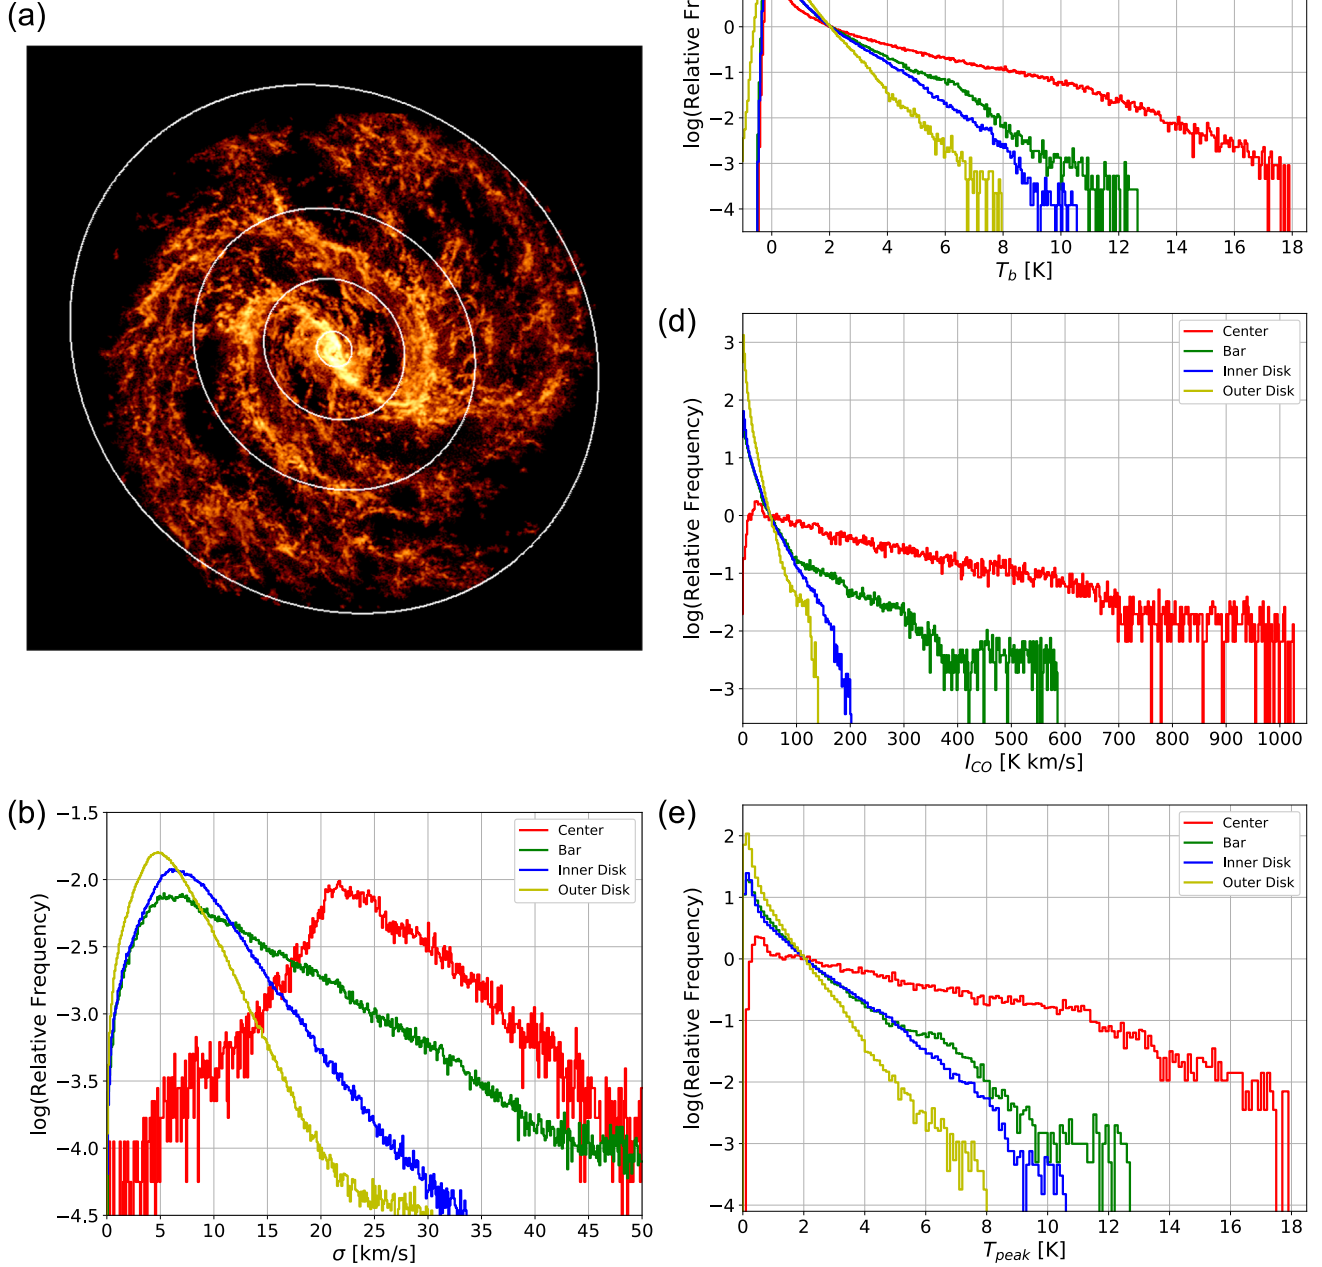 (a)
log(Relative Fr
0
−1
−2
−3
−4
0 2 4 6 8 10 12 14 16 18
T_b [K]
(d)
Center
Bar
Inner Disk
Outer Disk
log(Relative Frequency)
3
2
1
0
−1
−2
−3
0 100 200 300 400 500 600 700 800 900 1000
I_CO [K km/s]
(b)
Center
Bar
Inner Disk
Outer Disk
log(Relative Frequency)
−1.5
−2.0
−2.5
−3.0
−3.5
−4.0
−4.5
0 5 10 15 20 25 30 35 40 45 50
σ [km/s]
(e)
Center
Bar
Inner Disk
Outer Disk
log(Relative Frequency)
2
1
0
−1
−2
−3
−4
0 2 4 6 8 10 12 14 16 18
T_peak [K]